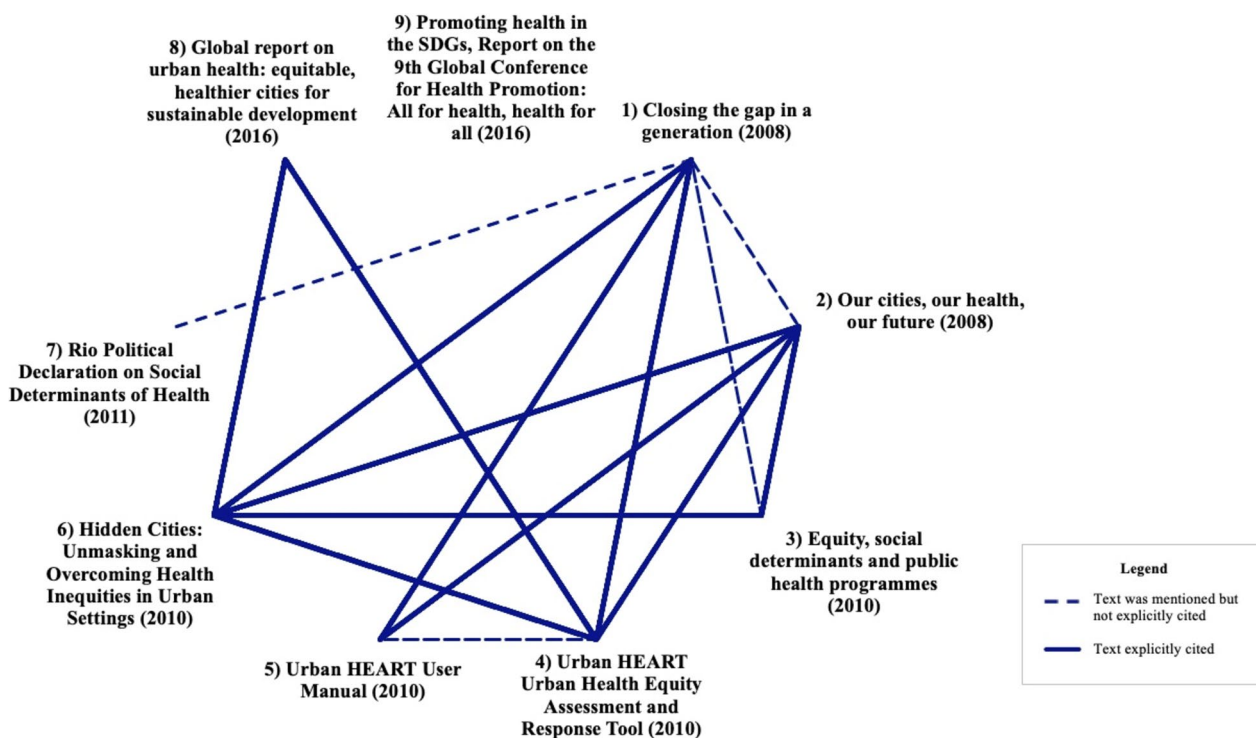 9) Promoting health in
the SDGs, Report on the
9th Global Conference
for Health Promotion:
All for health, health for
all (2016)
8) Global report on
urban health: equitable,
healthier cities for
sustainable development
(2016)
1) Closing the gap in a
generation (2008)
2) Our cities, our health,
our future (2008)
7) Rio Political
Declaration on Social
Determinants of Health
(2011)
6) Hidden Cities:
Unmasking and
Overcoming Health
Inequities in Urban
Settings (2010)
3) Equity, social
determinants and public
health programmes
(2010)
5) Urban HEART User
Manual (2010)
4) Urban HEART
Urban Health Equity
Assessment and
Response Tool (2010)
Legend
Text was mentioned but
not explicitly cited
Text explicitly cited